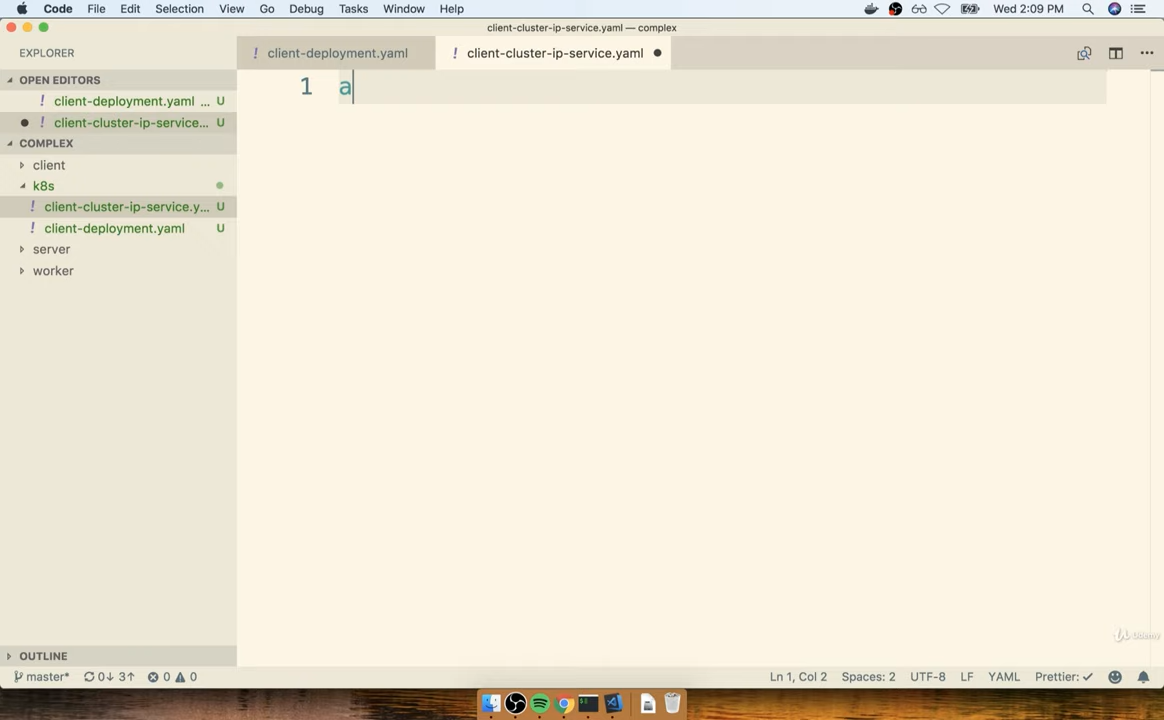 Code File Edit Selection View Go Debug Tasks Window Help Wed 2:09 PM
client-cluster-ip-service.yaml — complex
EXPLORER ! client-deployment.yaml ! client-cluster-ip-service.yaml
OPEN EDITORS
! client-deployment.yaml ... U
! client-cluster-ip-service... U
COMPLEX
client
k8s
! client-cluster-ip-service.y... U
! client-deployment.yaml U
server
worker
1 a
Udemy
OUTLINE
master* 0↓ 3↑ 0 0 Ln 1, Col 2 Spaces: 2 UTF-8 LF YAML Prettier: ✓